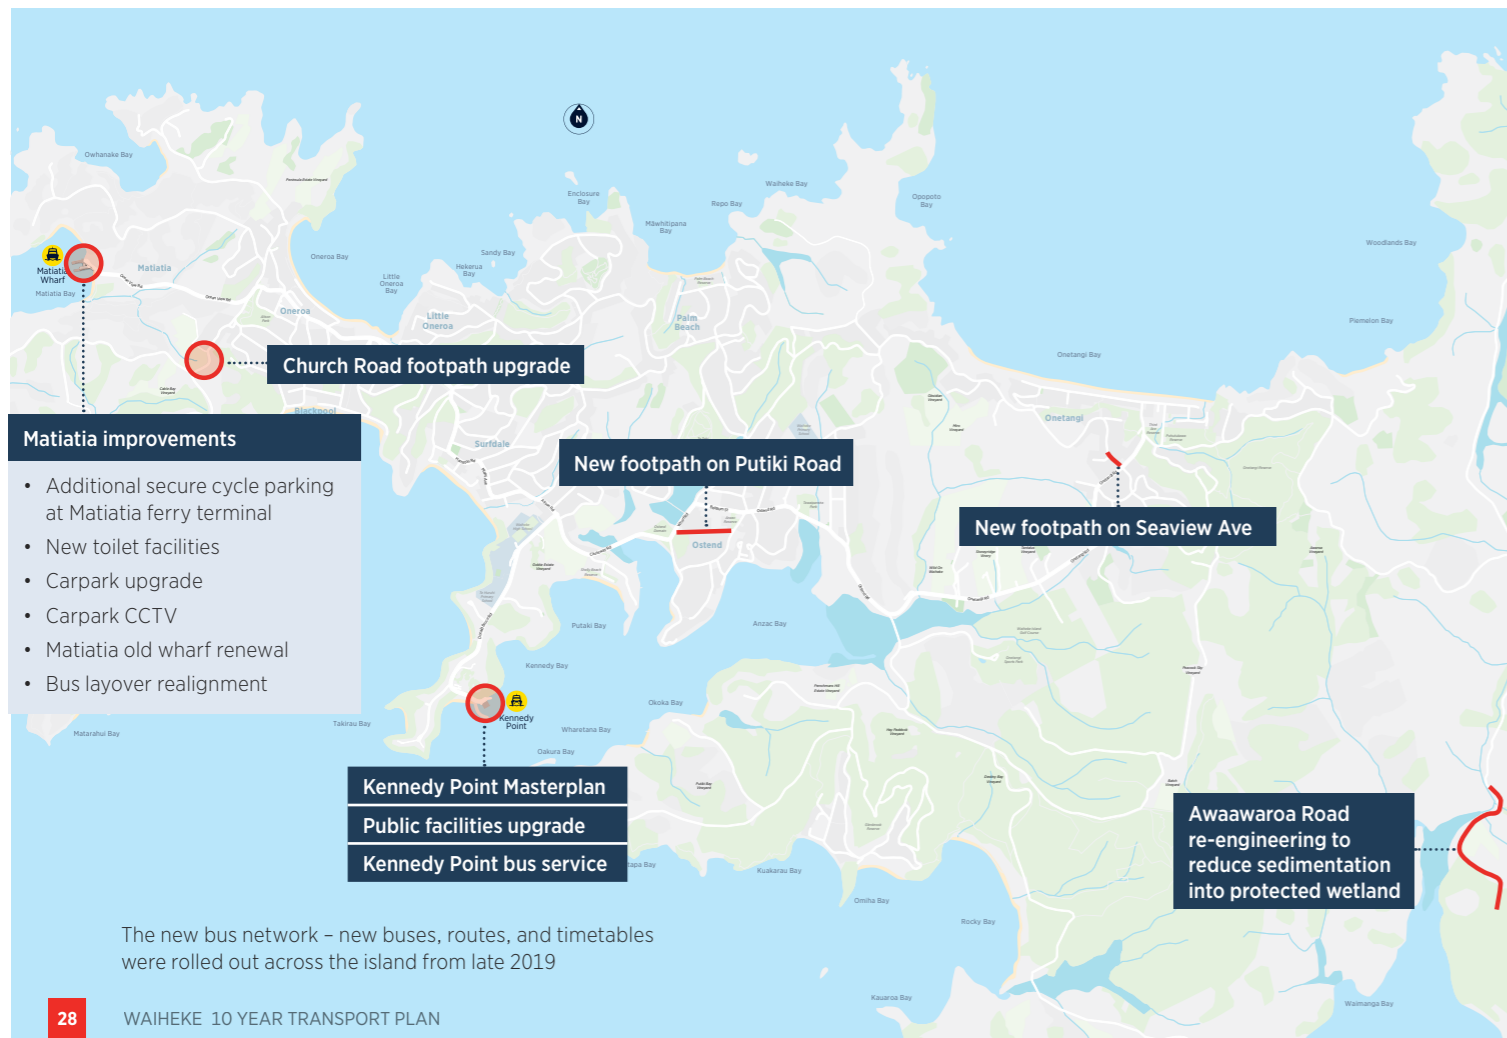 N
Owhanake Bay
Enclosure
Bay
Māwhitipana
Bay
Repo Bay
Waiheke Bay
Opopoto
Bay
Woodlands Bay
Matiatia
Wharf
Matiatia Bay
Matiatia
Oneroa
Oneroa Bay
Little
Oneroa
Bay
Hekerua
Bay
Sandy Bay
Little
Oneroa
Palm
Beach
Piemelon Bay
Onetangi Bay
Onetangi
Church Road footpath upgrade
Blackpool
Surfdale
Matiatia improvements
• Additional secure cycle parking
at Matiatia ferry terminal
• New toilet facilities
• Carpark upgrade
• Carpark CCTV
• Matiatia old wharf renewal
• Bus layover realignment
New footpath on Putiki Road
Ostend
New footpath on Seaview Ave
Putaki Bay
Anzac Bay
Kennedy Bay
Okoka Bay
Kennedy
Point
Takirau Bay
Matarahui Bay
Wharetana Bay
Oakura Bay
Kennedy Point Masterplan
Public facilities upgrade
Kennedy Point bus service
tapa Bay
Kuakarau Bay
Omiha Bay
Rocky Bay
Kauaroa Bay
Waimanga Bay
Awaawaroa Road
re-engineering to
reduce sedimentation
into protected wetland
The new bus network – new buses, routes, and timetables
were rolled out across the island from late 2019
28 WAIHEKE 10 YEAR TRANSPORT PLAN